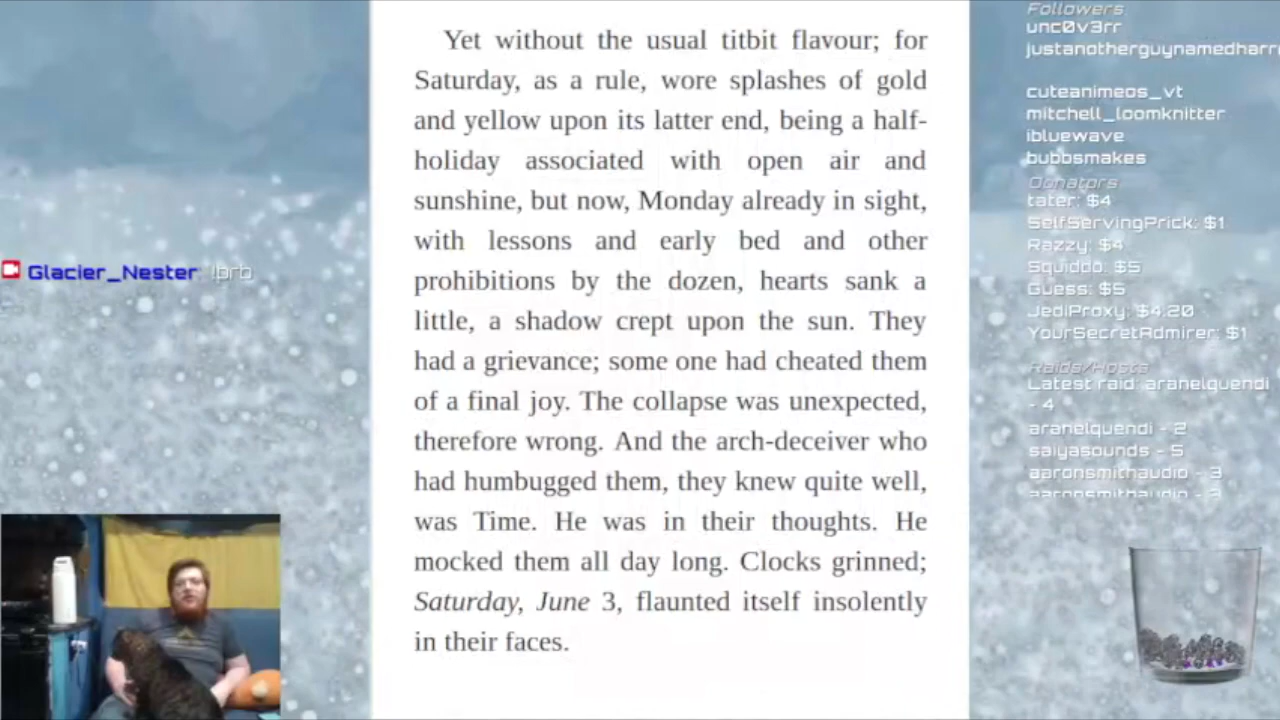 Yet without the usual titbit flavour; for
Saturday, as a rule, wore splashes of gold
and yellow upon its latter end, being a half-
holiday associated with open air and
sunshine, but now, Monday already in sight,
with lessons and early bed and other
prohibitions by the dozen, hearts sank a
little, a shadow crept upon the sun. They
had a grievance; some one had cheated them
of a final joy. The collapse was unexpected,
therefore wrong. And the arch-deceiver who
had humbugged them, they knew quite well,
was Time. He was in their thoughts. He
mocked them all day long. Clocks grinned;
Saturday, June 3, flaunted itself insolently
in their faces.
Glacier_Nester: !brb
Followers
unc0v3rr
justanotherguynamedharr
cuteanimeos_vt
mitchell_loomknitter
ibluewave
bubbsmakes
Donators
tater: $4
SelfServingPrick: $1
Razzy: $4
Squidd0: $5
Guess: $5
JediProxy: $4.20
YourSecretAdmirer: $1
Raids/Hosts
Latest raid: arahelquendi
- 4
arahelquendi - 2
saiyasounds - 5
aaronsmithaudio - 3
aaronsmithaudio - 3